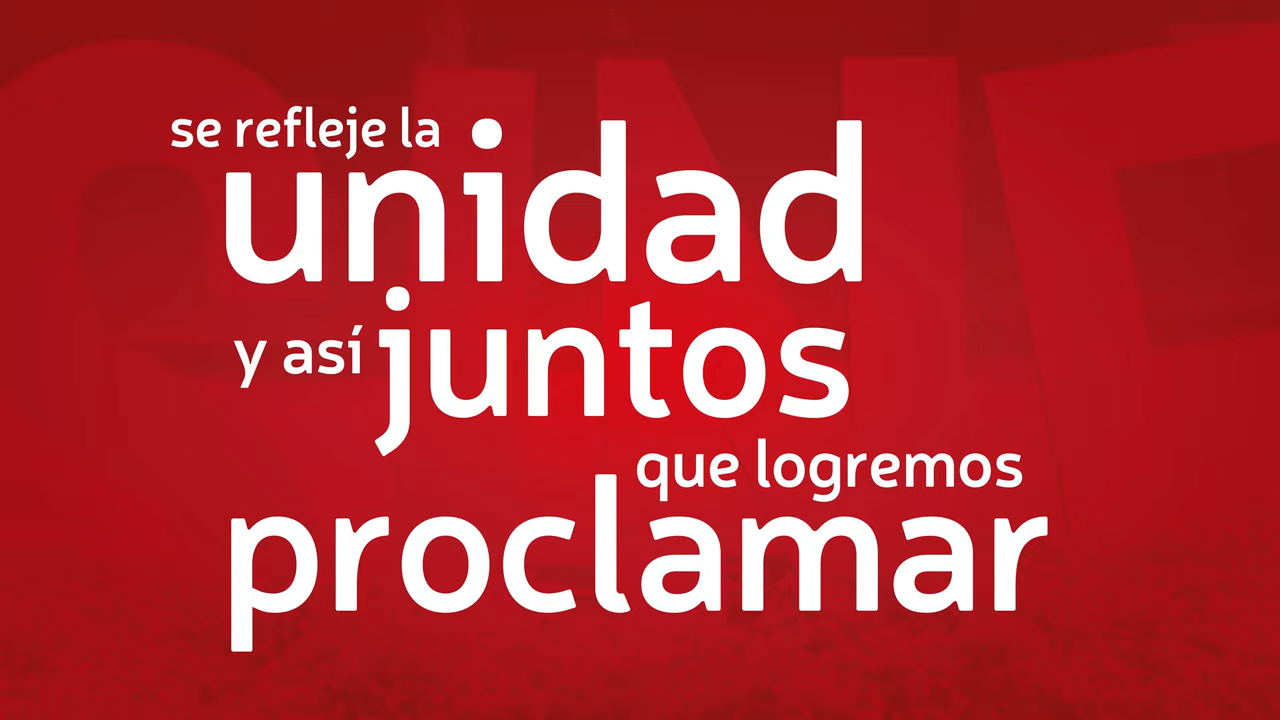 se refleje la
unidad
y así juntos
que logremos
proclamar